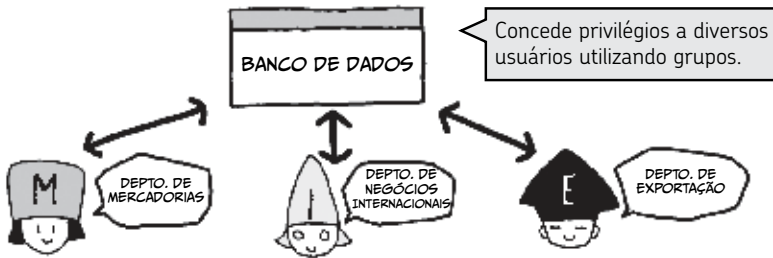 Concede privilégios a diversos
usuários utilizando grupos.
BANCO DE DADOS
M
DEPTO. DE
MERCADORIAS
I
DEPTO. DE
NEGÓCIOS
INTERNACIONAIS
E
DEPTO. DE
EXPORTAÇÃO